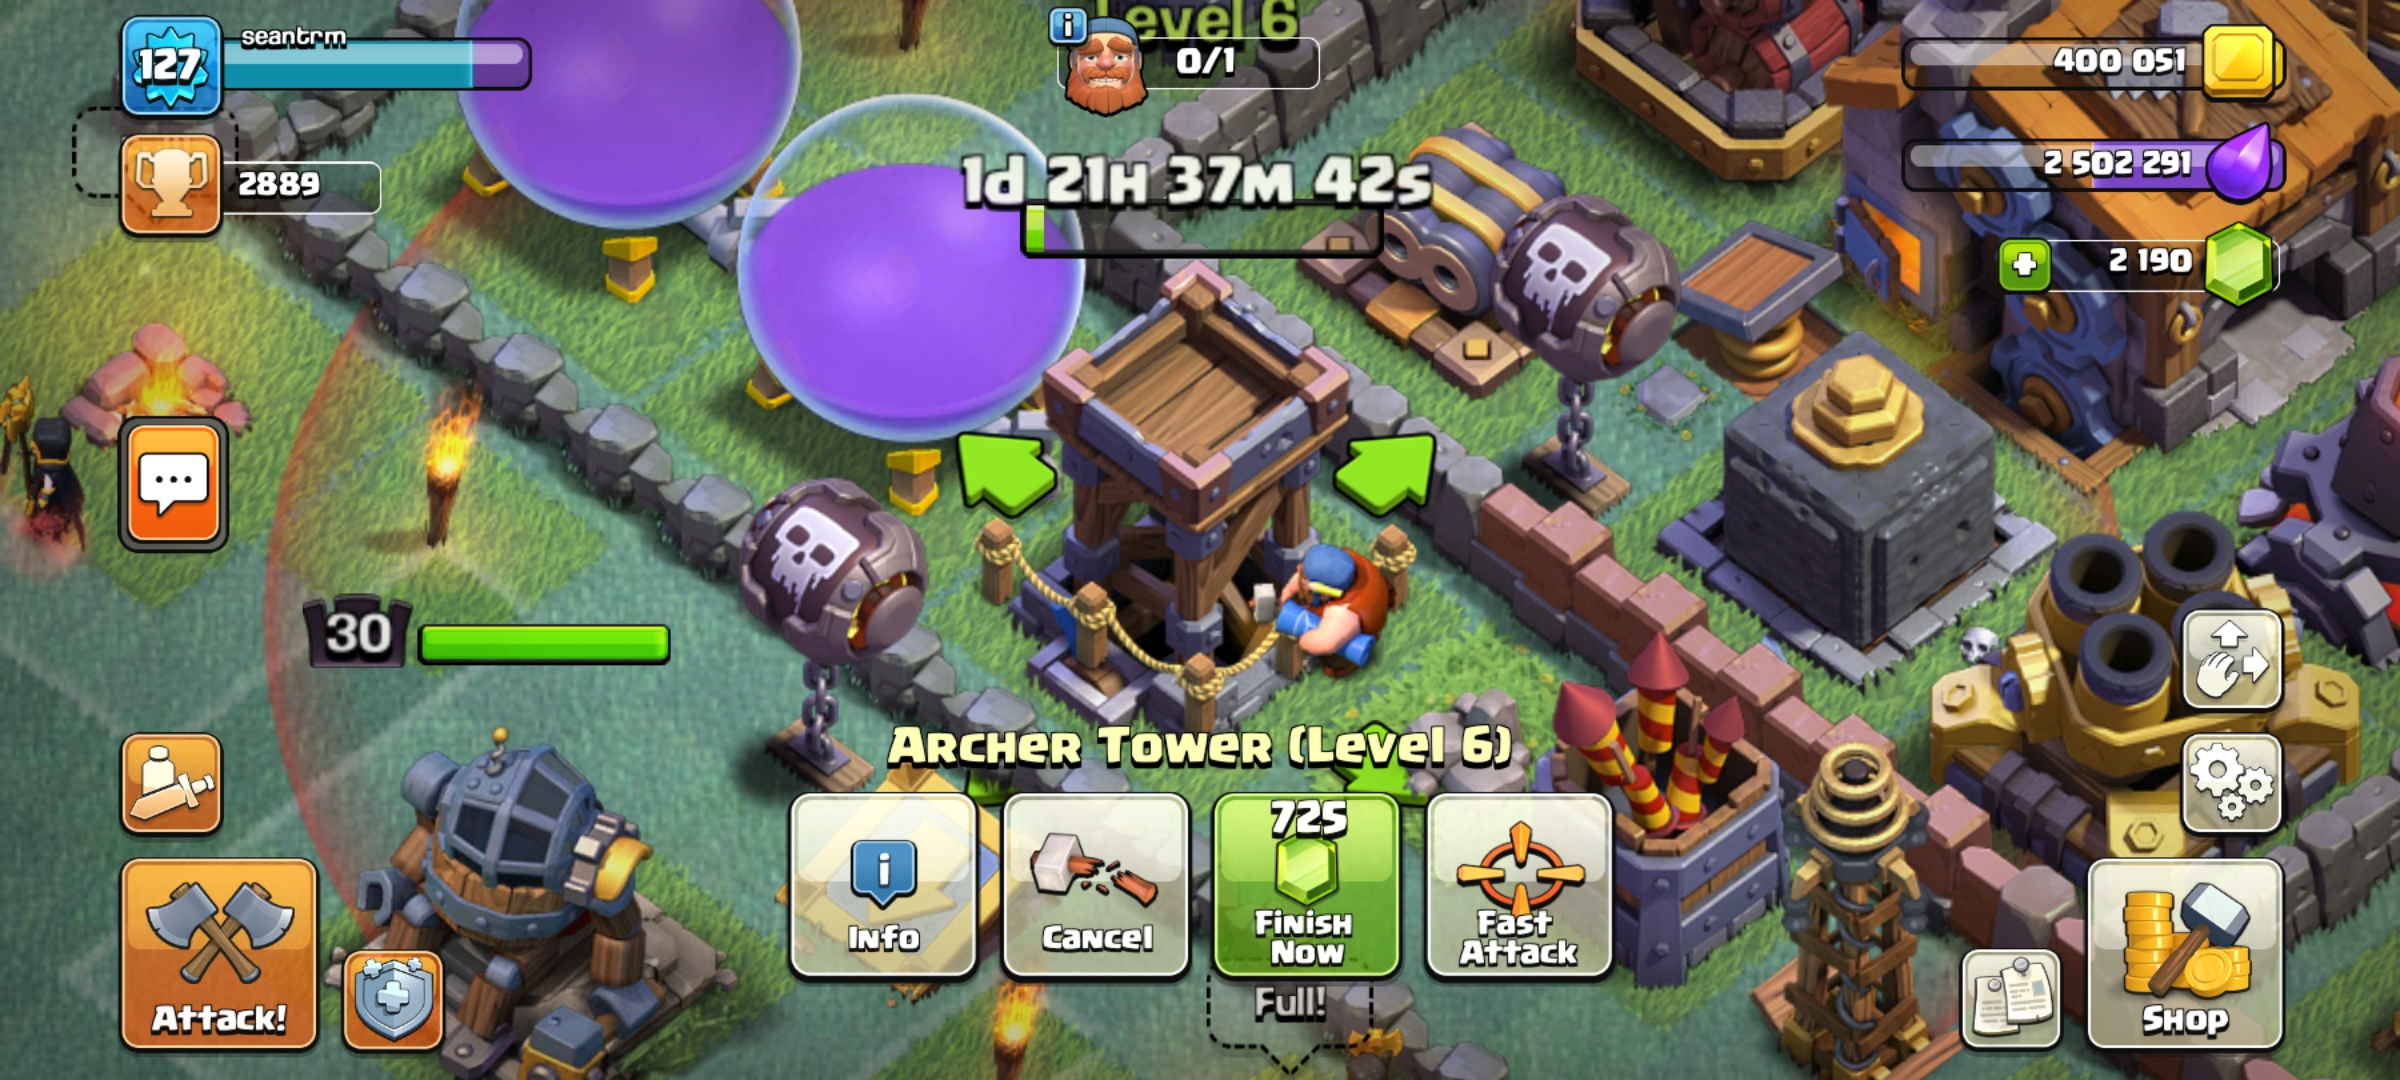 Level 6
seantrm
127
0/1
400 051
2889
1d 21H 37M 42s
2 502 291
2 190
30
Archer Tower (Level 6)
725
Info
Cancel
Finish
Now
Fast
Attack
Full!
Attack!
Shop